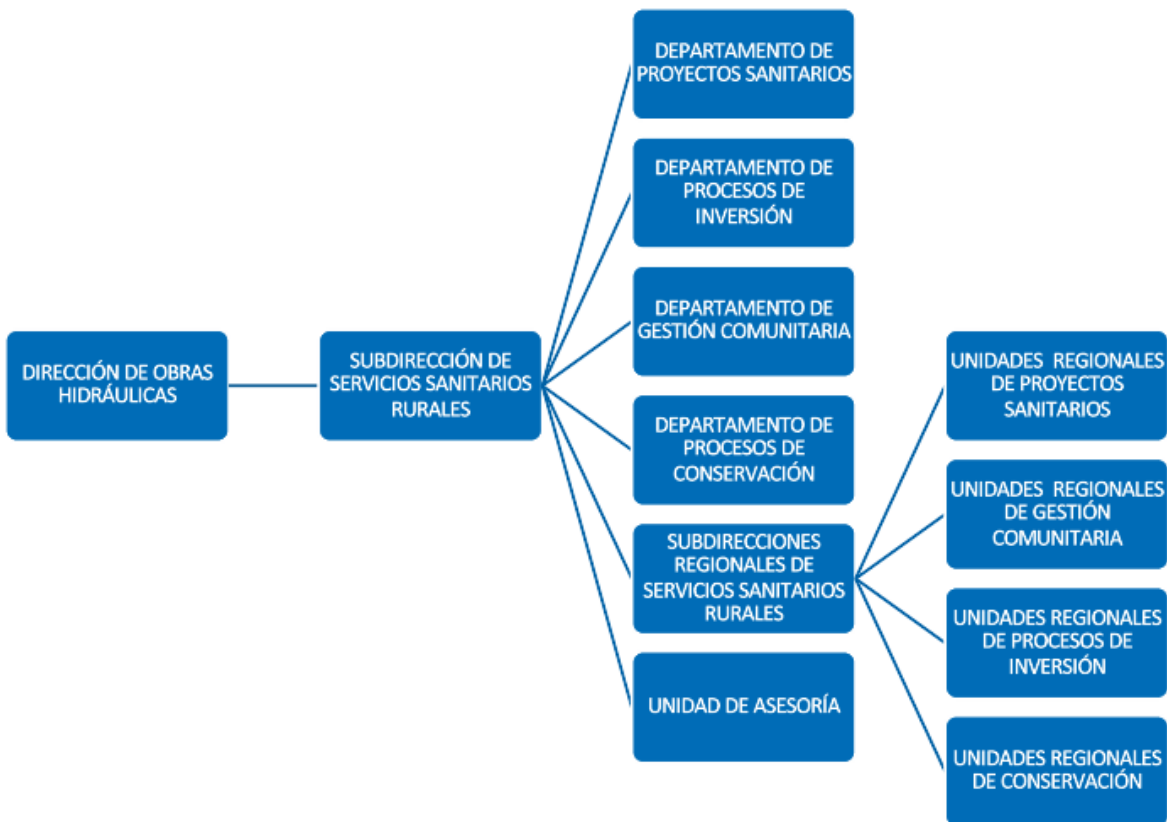 DIRECCIÓN DE OBRAS
HIDRÁULICAS
SUBDIRECCIÓN DE
SERVICIOS SANITARIOS
RURALES
DEPARTAMENTO DE
PROYECTOS SANITARIOS
DEPARTAMENTO DE
PROCESOS DE
INVERSIÓN
DEPARTAMENTO DE
GESTIÓN COMUNITARIA
DEPARTAMENTO DE
PROCESOS DE
CONSERVACIÓN
SUBDIRECCIONES
REGIONALES DE
SERVICIOS SANITARIOS
RURALES
UNIDAD DE ASESORÍA
UNIDADES REGIONALES
DE PROYECTOS
SANITARIOS
UNIDADES REGIONALES
DE GESTIÓN
COMUNITARIA
UNIDADES REGIONALES
DE PROCESOS DE
INVERSIÓN
UNIDADES REGIONALES
DE CONSERVACIÓN